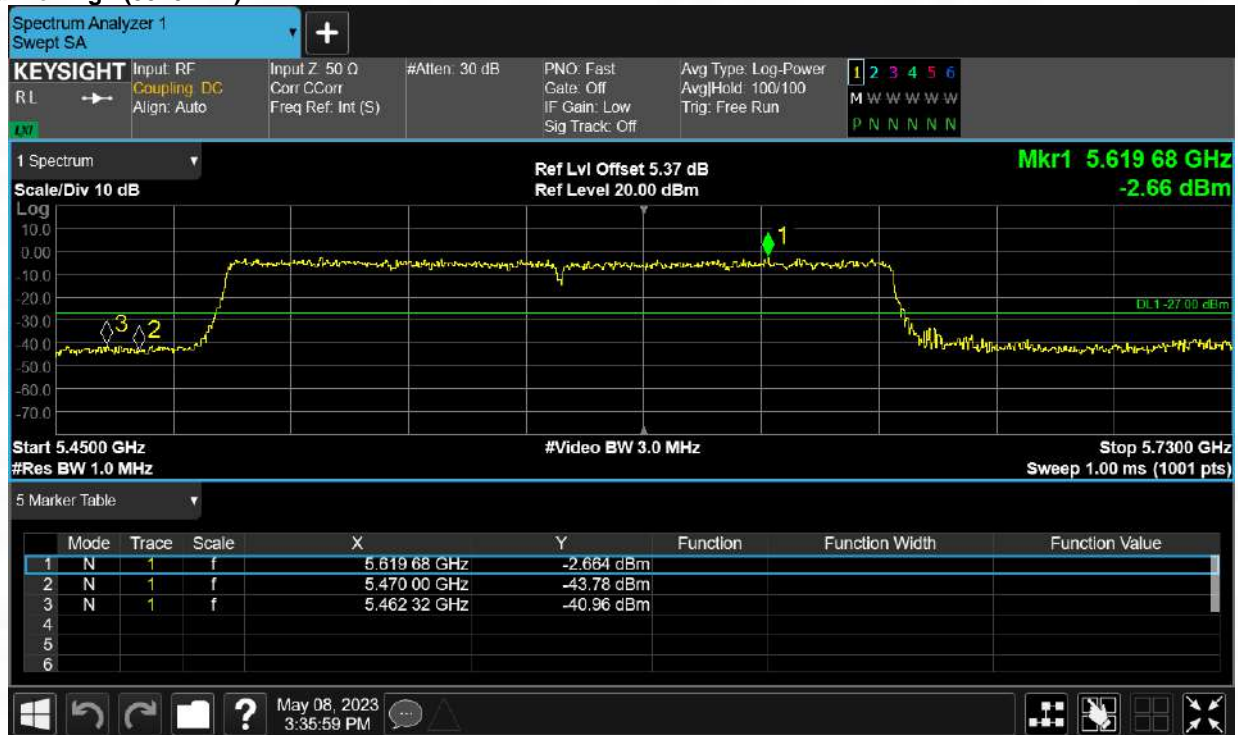 Spectrum Analyzer 1
Swept SA
+
KEYSIGHT Input: RF Input Z: 50 Ω #Atten: 30 dB PNO: Fast Avg Type: Log-Power 1 2 3 4 5 6
RL Coupling: DC Corr CCorr Gate: Off Avg|Hold: 100/100 M W W W W W
Align: Auto Freq Ref: Int (S) IF Gain: Low Trig: Free Run
LXI Sig Track: Off P N N N N N
1 Spectrum Ref Lvl Offset 5.37 dB Mkr1 5.619 68 GHz
Scale/Div 10 dB Ref Level 20.00 dBm -2.66 dBm
Log
10.0
1
0.00
-10.0
-20.0
DL1 -27.00 dBm
-30.0
3 2
-40.0
-50.0
-60.0
-70.0
Start 5.4500 GHz #Video BW 3.0 MHz Stop 5.7300 GHz
#Res BW 1.0 MHz Sweep 1.00 ms (1001 pts)
5 Marker Table
Mode Trace Scale X Y Function Function Width Function Value
1 N 1 f 5.619 68 GHz -2.664 dBm
2 N 1 f 5.470 00 GHz -43.78 dBm
3 N 1 f 5.462 32 GHz -40.96 dBm
4
5
6
? May 08, 2023
3:35:59 PM